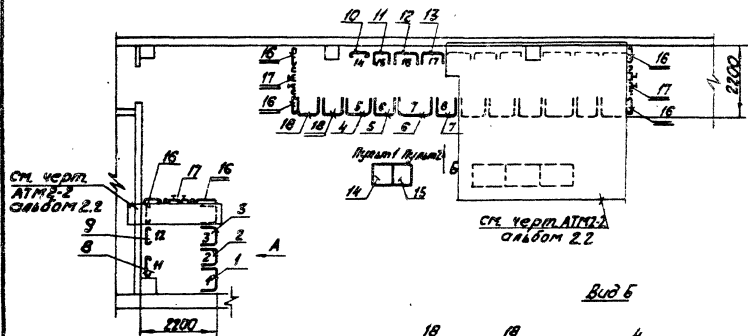 10 11 12 13
14 15 16 17
16 16
17 17
16 16
2200
5 6 7 8
18 18 4 5 6 7
Пульт1 Пульт2
Б
14 15
16 17 16
см. черт
АТМ2-2
альбом 2.2
см. черт АТМ2-2
альбом 2.2
9 12 3 3
2 2
8 11 1 1
А
2200
Вид Б
18 18 4